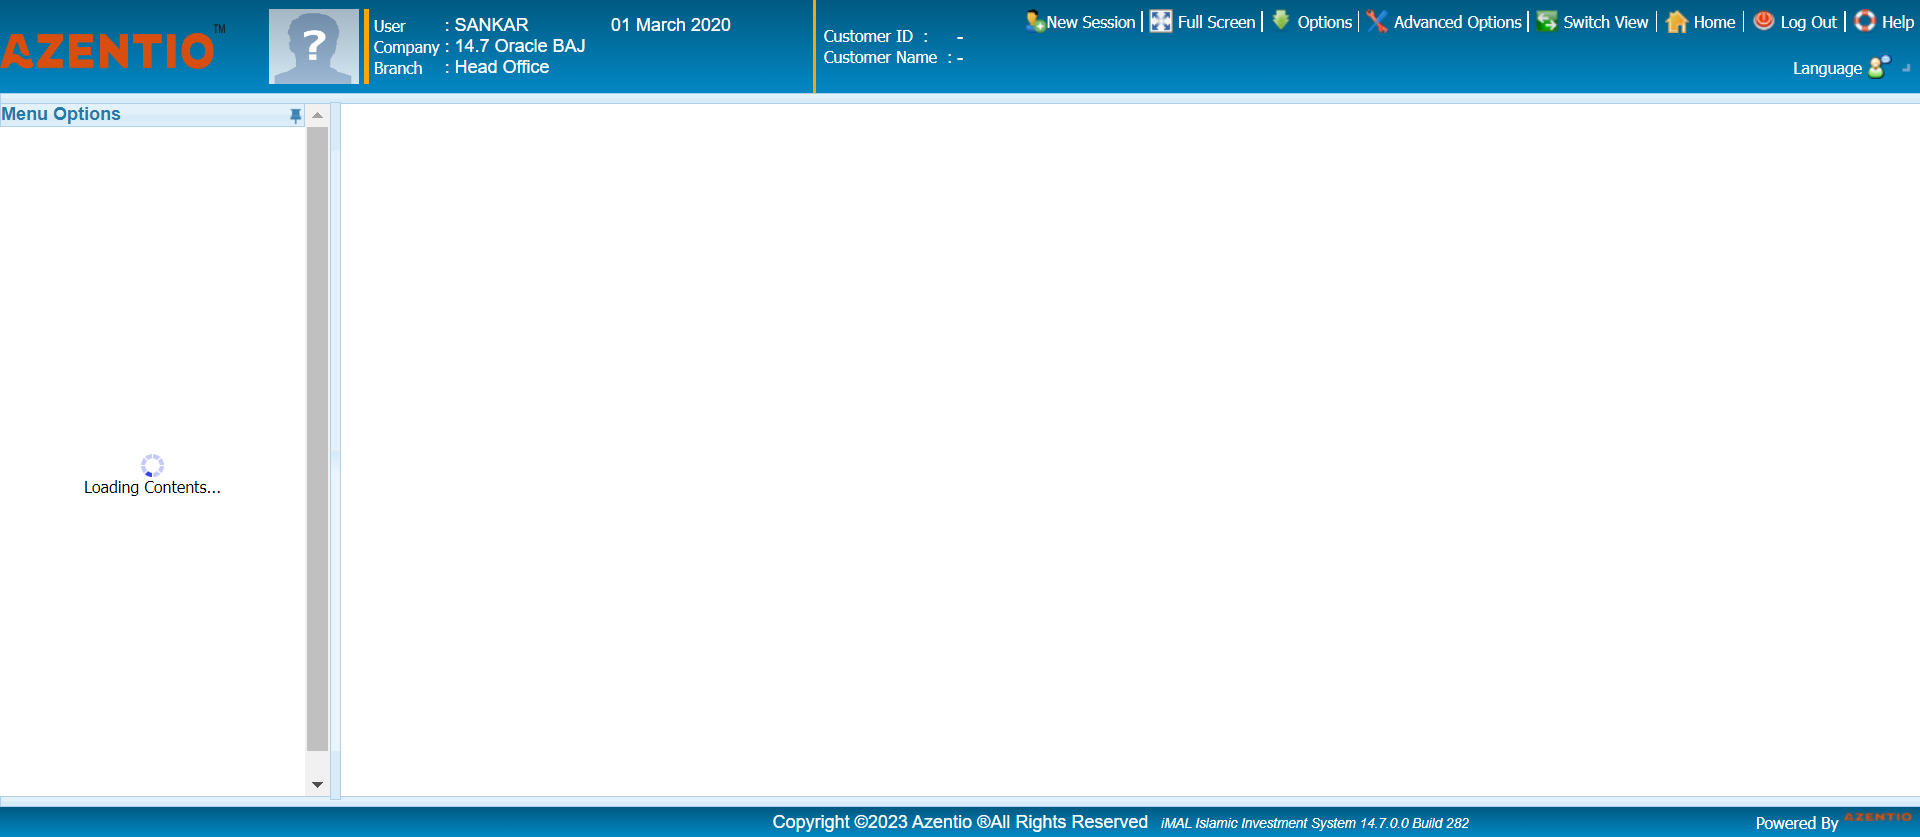 AZENTIO™
User : SANKAR 01 March 2020
Company : 14.7 Oracle BAJ
Branch : Head Office
Customer ID : -
Customer Name : -
New Session | Full Screen | Options | Advanced Options | Switch View | Home | Log Out | Help
Language
Menu Options
Loading Contents...
Copyright ©2023 Azentio ®All Rights Reserved iMAL Islamic Investment System 14.7.0.0 Build 282
Powered By AZENTIO